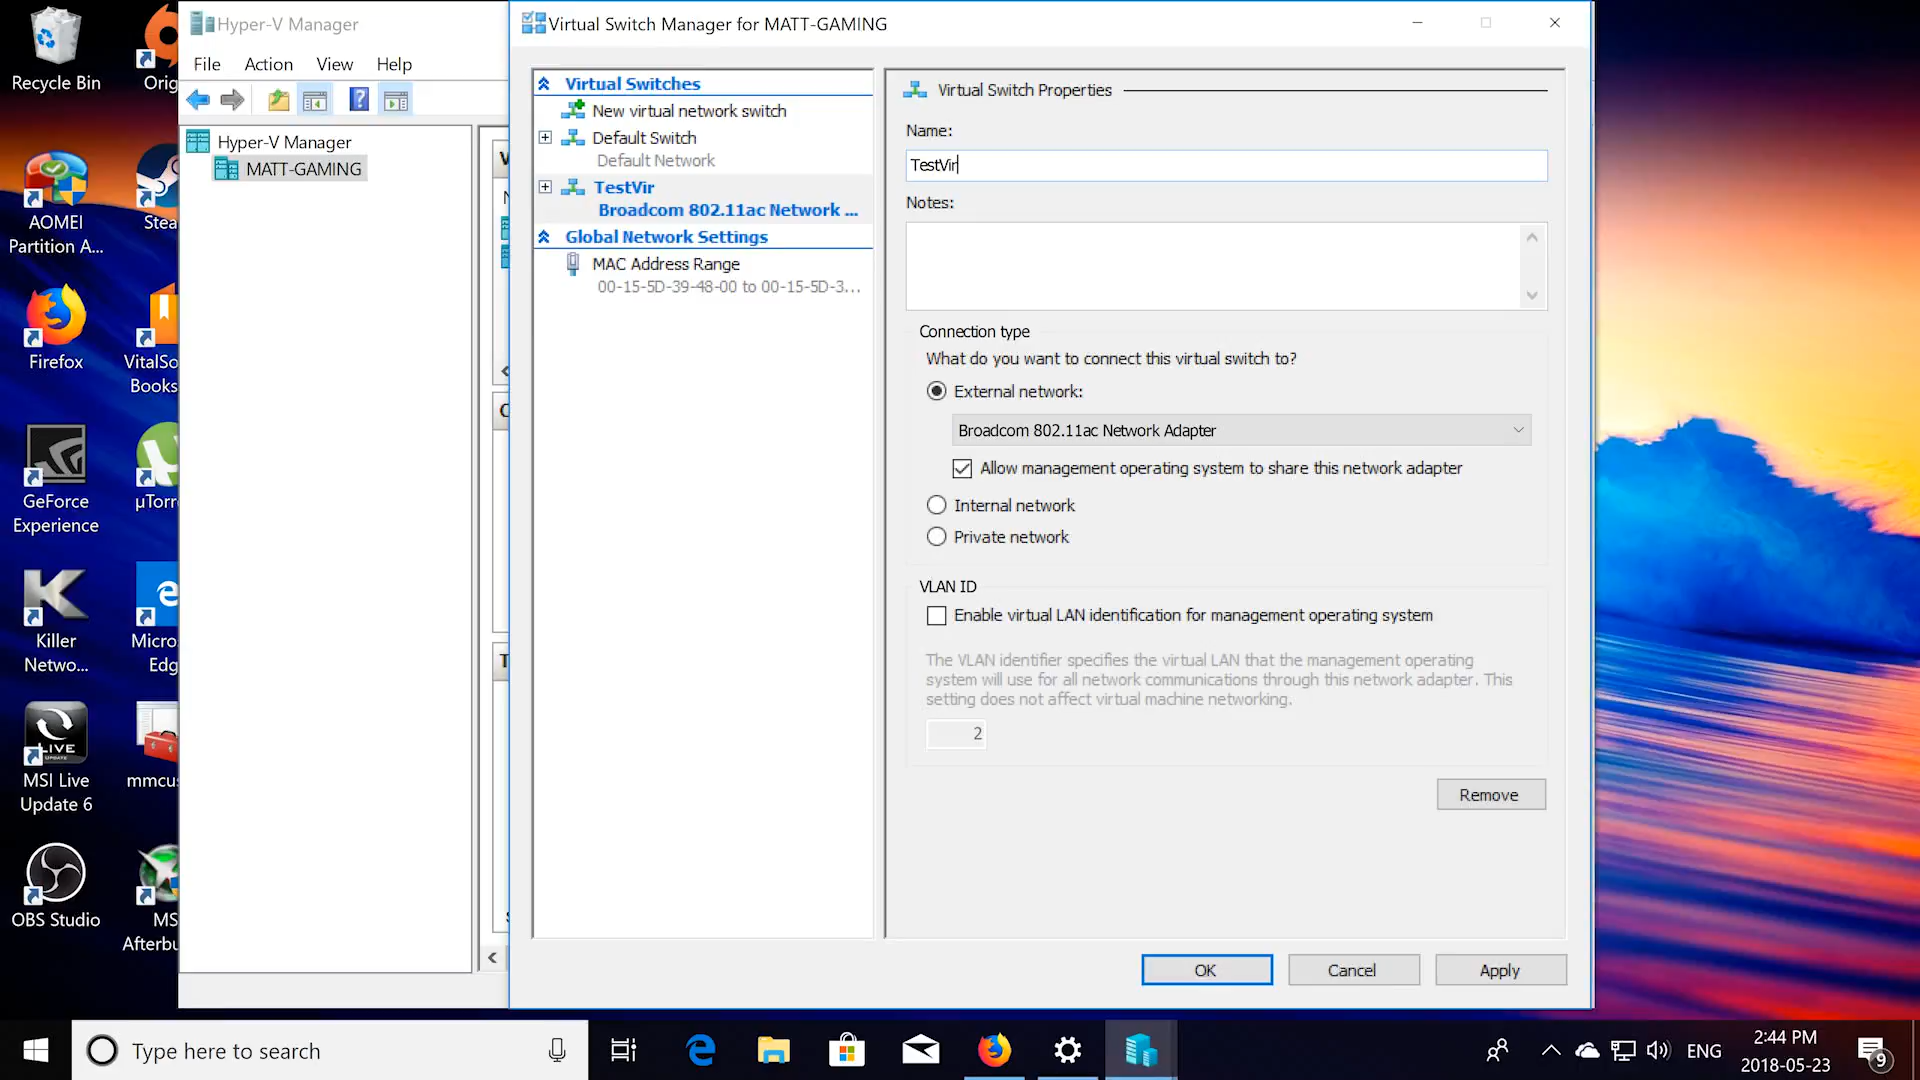 Recycle Bin
Orig
AOMEI
Partition A...
Stea
Firefox
VitalSo
Books
GeForce
Experience
µTorr
Killer
Netwo...
Micro
Edg
LIVE
UPDATE
MSI Live
Update 6
mmcus
OBS Studio
MS
Afterbu
Hyper-V Manager
File Action View Help
Hyper-V Manager
MATT-GAMING
Virtual Switch Manager for MATT-GAMING
Virtual Switches
New virtual network switch
Default Switch
Default Network
TestVir
Broadcom 802.11ac Network ...
Global Network Settings
MAC Address Range
00-15-5D-39-48-00 to 00-15-5D-3...
Virtual Switch Properties
Name:
TestVir
Notes:
Connection type
What do you want to connect this virtual switch to?
External network:
Broadcom 802.11ac Network Adapter
Allow management operating system to share this network adapter
Internal network
Private network
VLAN ID
Enable virtual LAN identification for management operating system
The VLAN identifier specifies the virtual LAN that the management operating
system will use for all network communications through this network adapter. This
setting does not affect virtual machine networking.
2
Remove
OK Cancel Apply
Type here to search
ENG
2:44 PM
2018-05-23
9